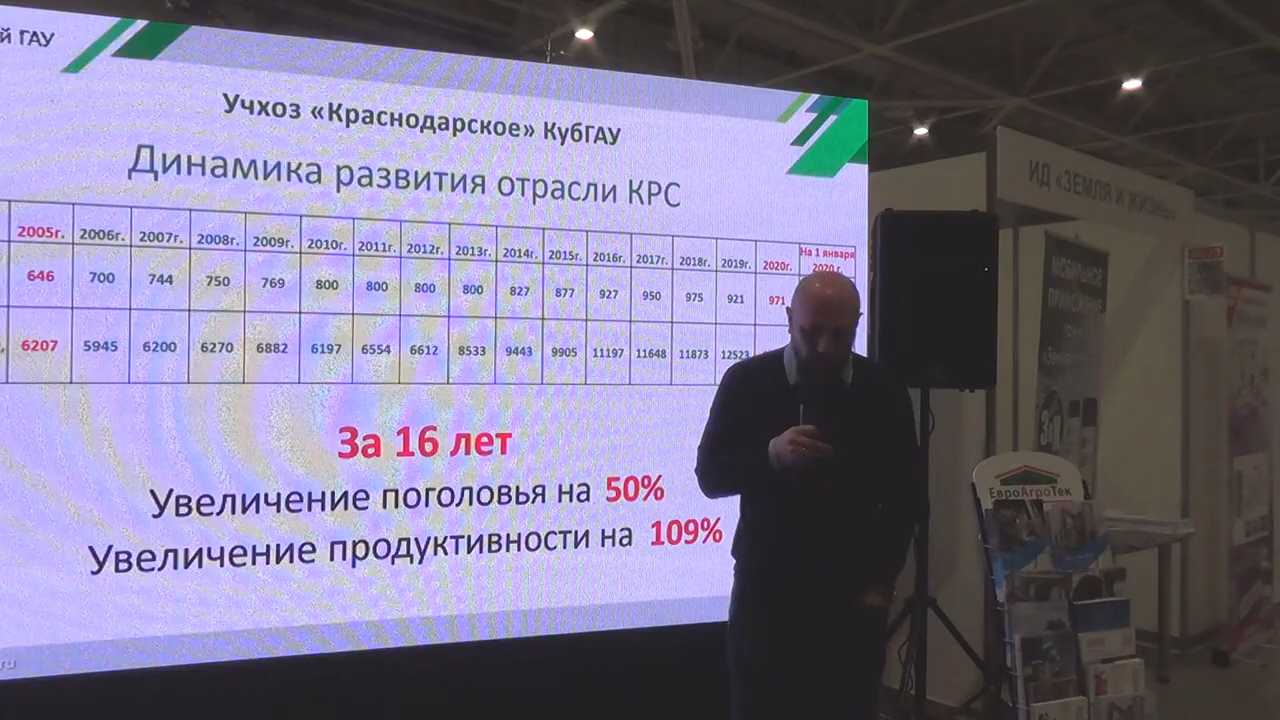 й ГАУ
Учхоз «Краснодарское» КубГАУ
Динамика развития отрасли КРС
2005г. 2006г. 2007г. 2008г. 2009г. 2010г. 2011г. 2012г. 2013г. 2014г. 2015г. 2016г. 2017г. 2018г. 2019г. 2020г. На 1 января
2020 г.
646 700 744 750 769 800 800 800 800 827 877 927 950 975 921 971
6207 5945 6200 6270 6882 6197 6554 6612 8533 9443 9905 11197 11648 11873 12523
За 16 лет
Увеличение поголовья на 50%
Увеличение продуктивности на 109%
ru
ИД «ЗЕМЛЯ И ЖИЗНЬ»
МОБИЛЬНОЕ
ПРИЛОЖЕНИЕ
ЕвроАгроТек